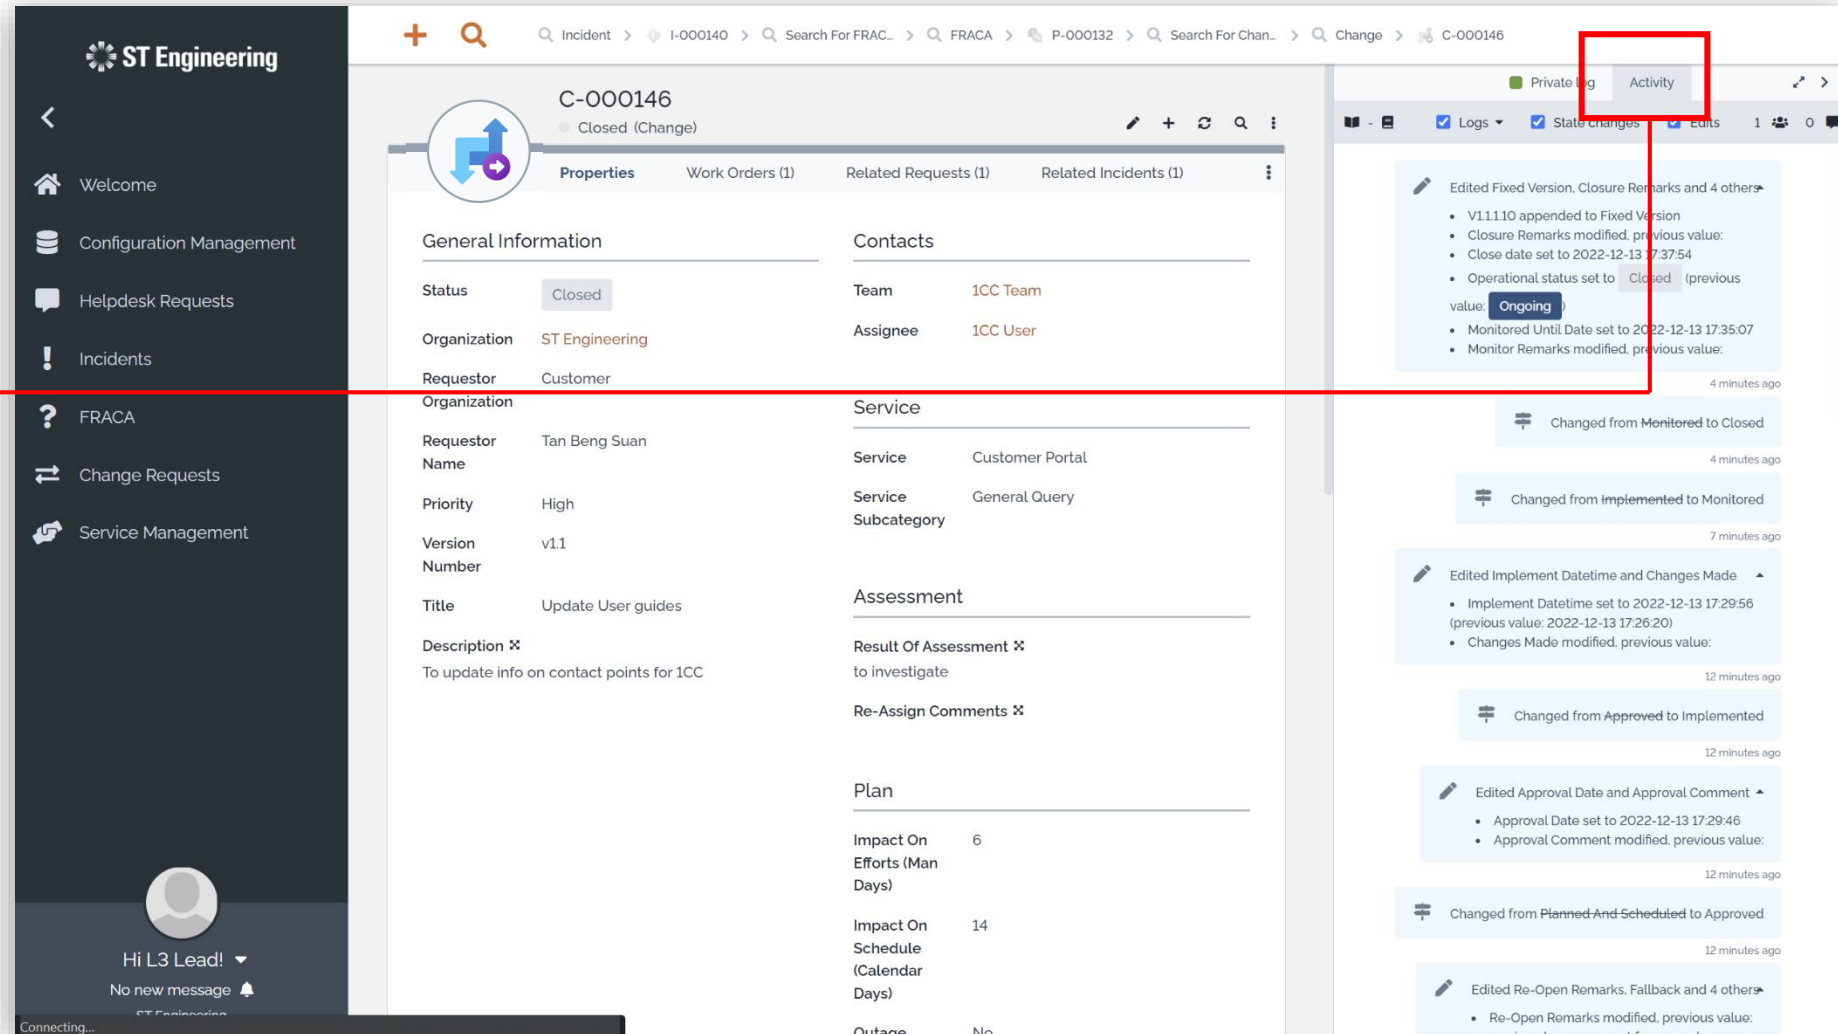 ST Engineering
Incident > I-000140 > Search For FRAC... > FRACA > P-000132 > Search For Chan... > Change > C-000146
Welcome
Configuration Management
Helpdesk Requests
Incidents
FRACA
Change Requests
Service Management
Hi L3 Lead!
No new message
ST Engineering
Connecting...
C-000146
Closed (Change)
Properties Work Orders (1) Related Requests (1) Related Incidents (1)
General Information
Status Closed
Organization ST Engineering
Requestor Customer
Organization
Requestor Tan Beng Suan
Name
Priority High
Version v1.1
Number
Title Update User guides
Description
To update info on contact points for 1CC
Contacts
Team 1CC Team
Assignee 1CC User
Service
Service Customer Portal
Service General Query
Subcategory
Assessment
Result Of Assessment
to investigate
Re-Assign Comments
Plan
Impact On 6
Efforts (Man
Days)
Impact On 14
Schedule
(Calendar
Days)
Outage No
Private log Activity
- Logs State changes Edits 1 0
Edited Fixed Version, Closure Remarks and 4 others
• V1.1.1.10 appended to Fixed Version
• Closure Remarks modified, previous value:
• Close date set to 2022-12-13 17:37:54
• Operational status set to Closed (previous
value: Ongoing )
• Monitored Until Date set to 2022-12-13 17:35:07
• Monitor Remarks modified, previous value:
4 minutes ago
Changed from Monitored to Closed
4 minutes ago
Changed from Implemented to Monitored
7 minutes ago
Edited Implement Datetime and Changes Made
• Implement Datetime set to 2022-12-13 17:29:56
(previous value: 2022-12-13 17:26:20)
• Changes Made modified, previous value:
12 minutes ago
Changed from Approved to Implemented
12 minutes ago
Edited Approval Date and Approval Comment
• Approval Date set to 2022-12-13 17:29:46
• Approval Comment modified, previous value:
12 minutes ago
Changed from Planned And Scheduled to Approved
12 minutes ago
Edited Re-Open Remarks, Fallback and 4 others
• Re-Open Remarks modified, previous value: